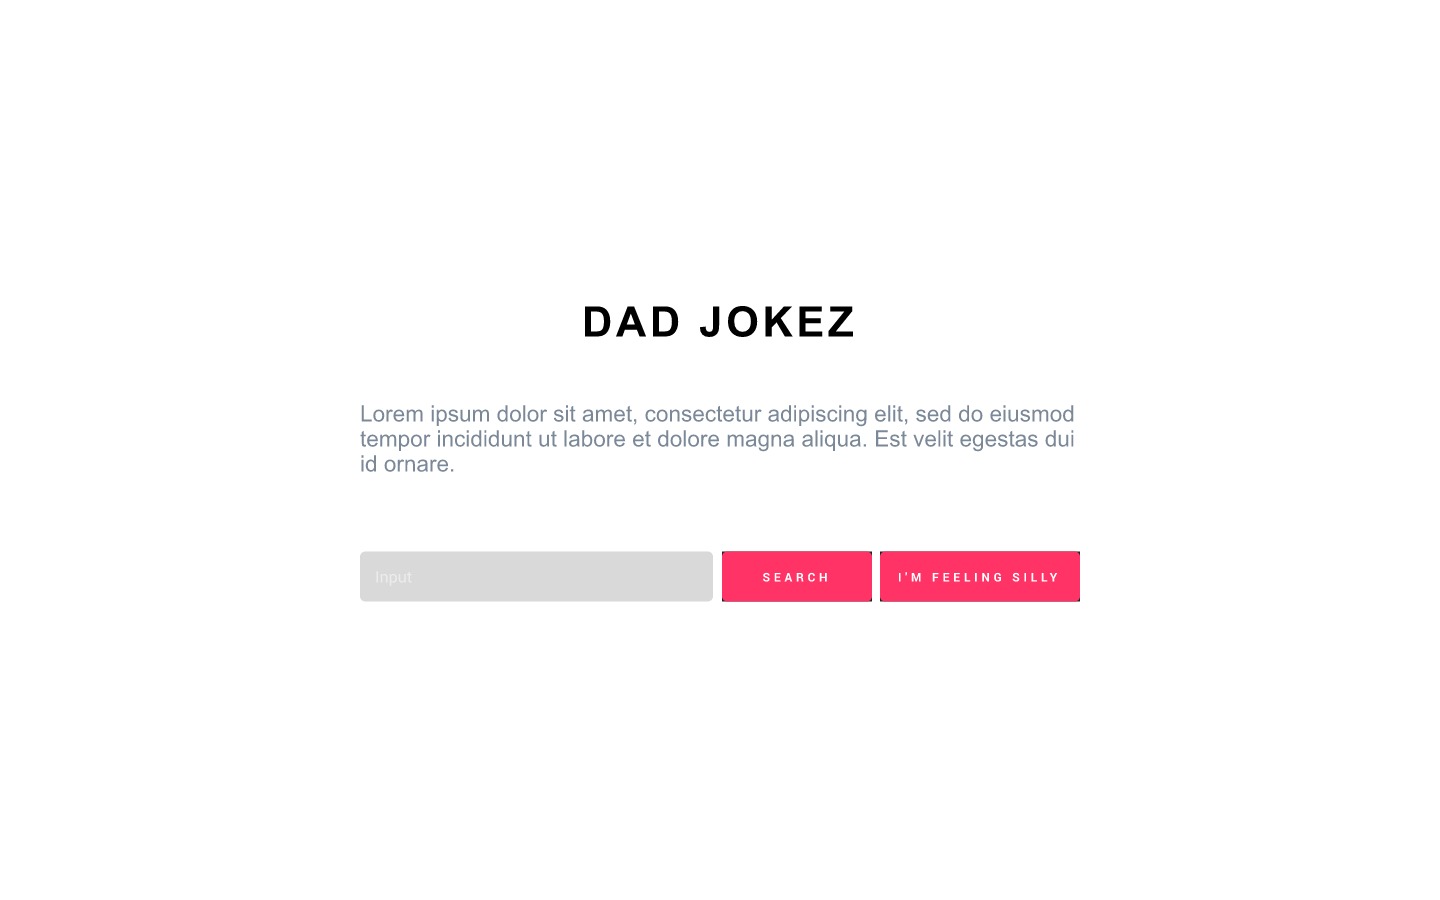 DAD JOKEZ
Lorem ipsum dolor sit amet, consectetur adipiscing elit, sed do eiusmod
tempor incididunt ut labore et dolore magna aliqua. Est velit egestas dui
id ornare.
Input
SEARCH
I'M FEELING SILLY